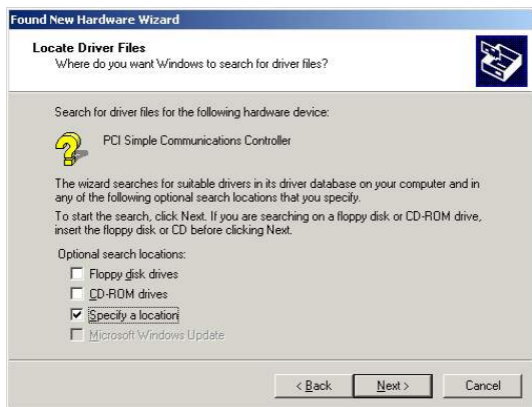 Found New Hardware Wizard
Locate Driver Files
Where do you want Windows to search for driver files?
Search for driver files for the following hardware device:
PCI Simple Communications Controller
The wizard searches for suitable drivers in its driver database on your computer and in
any of the following optional search locations that you specify.
To start the search, click Next. If you are searching on a floppy disk or CD-ROM drive,
insert the floppy disk or CD before clicking Next.
Optional search locations:
Floppy disk drives
CD-ROM drives
Specify a location
Microsoft Windows Update
< Back Next > Cancel